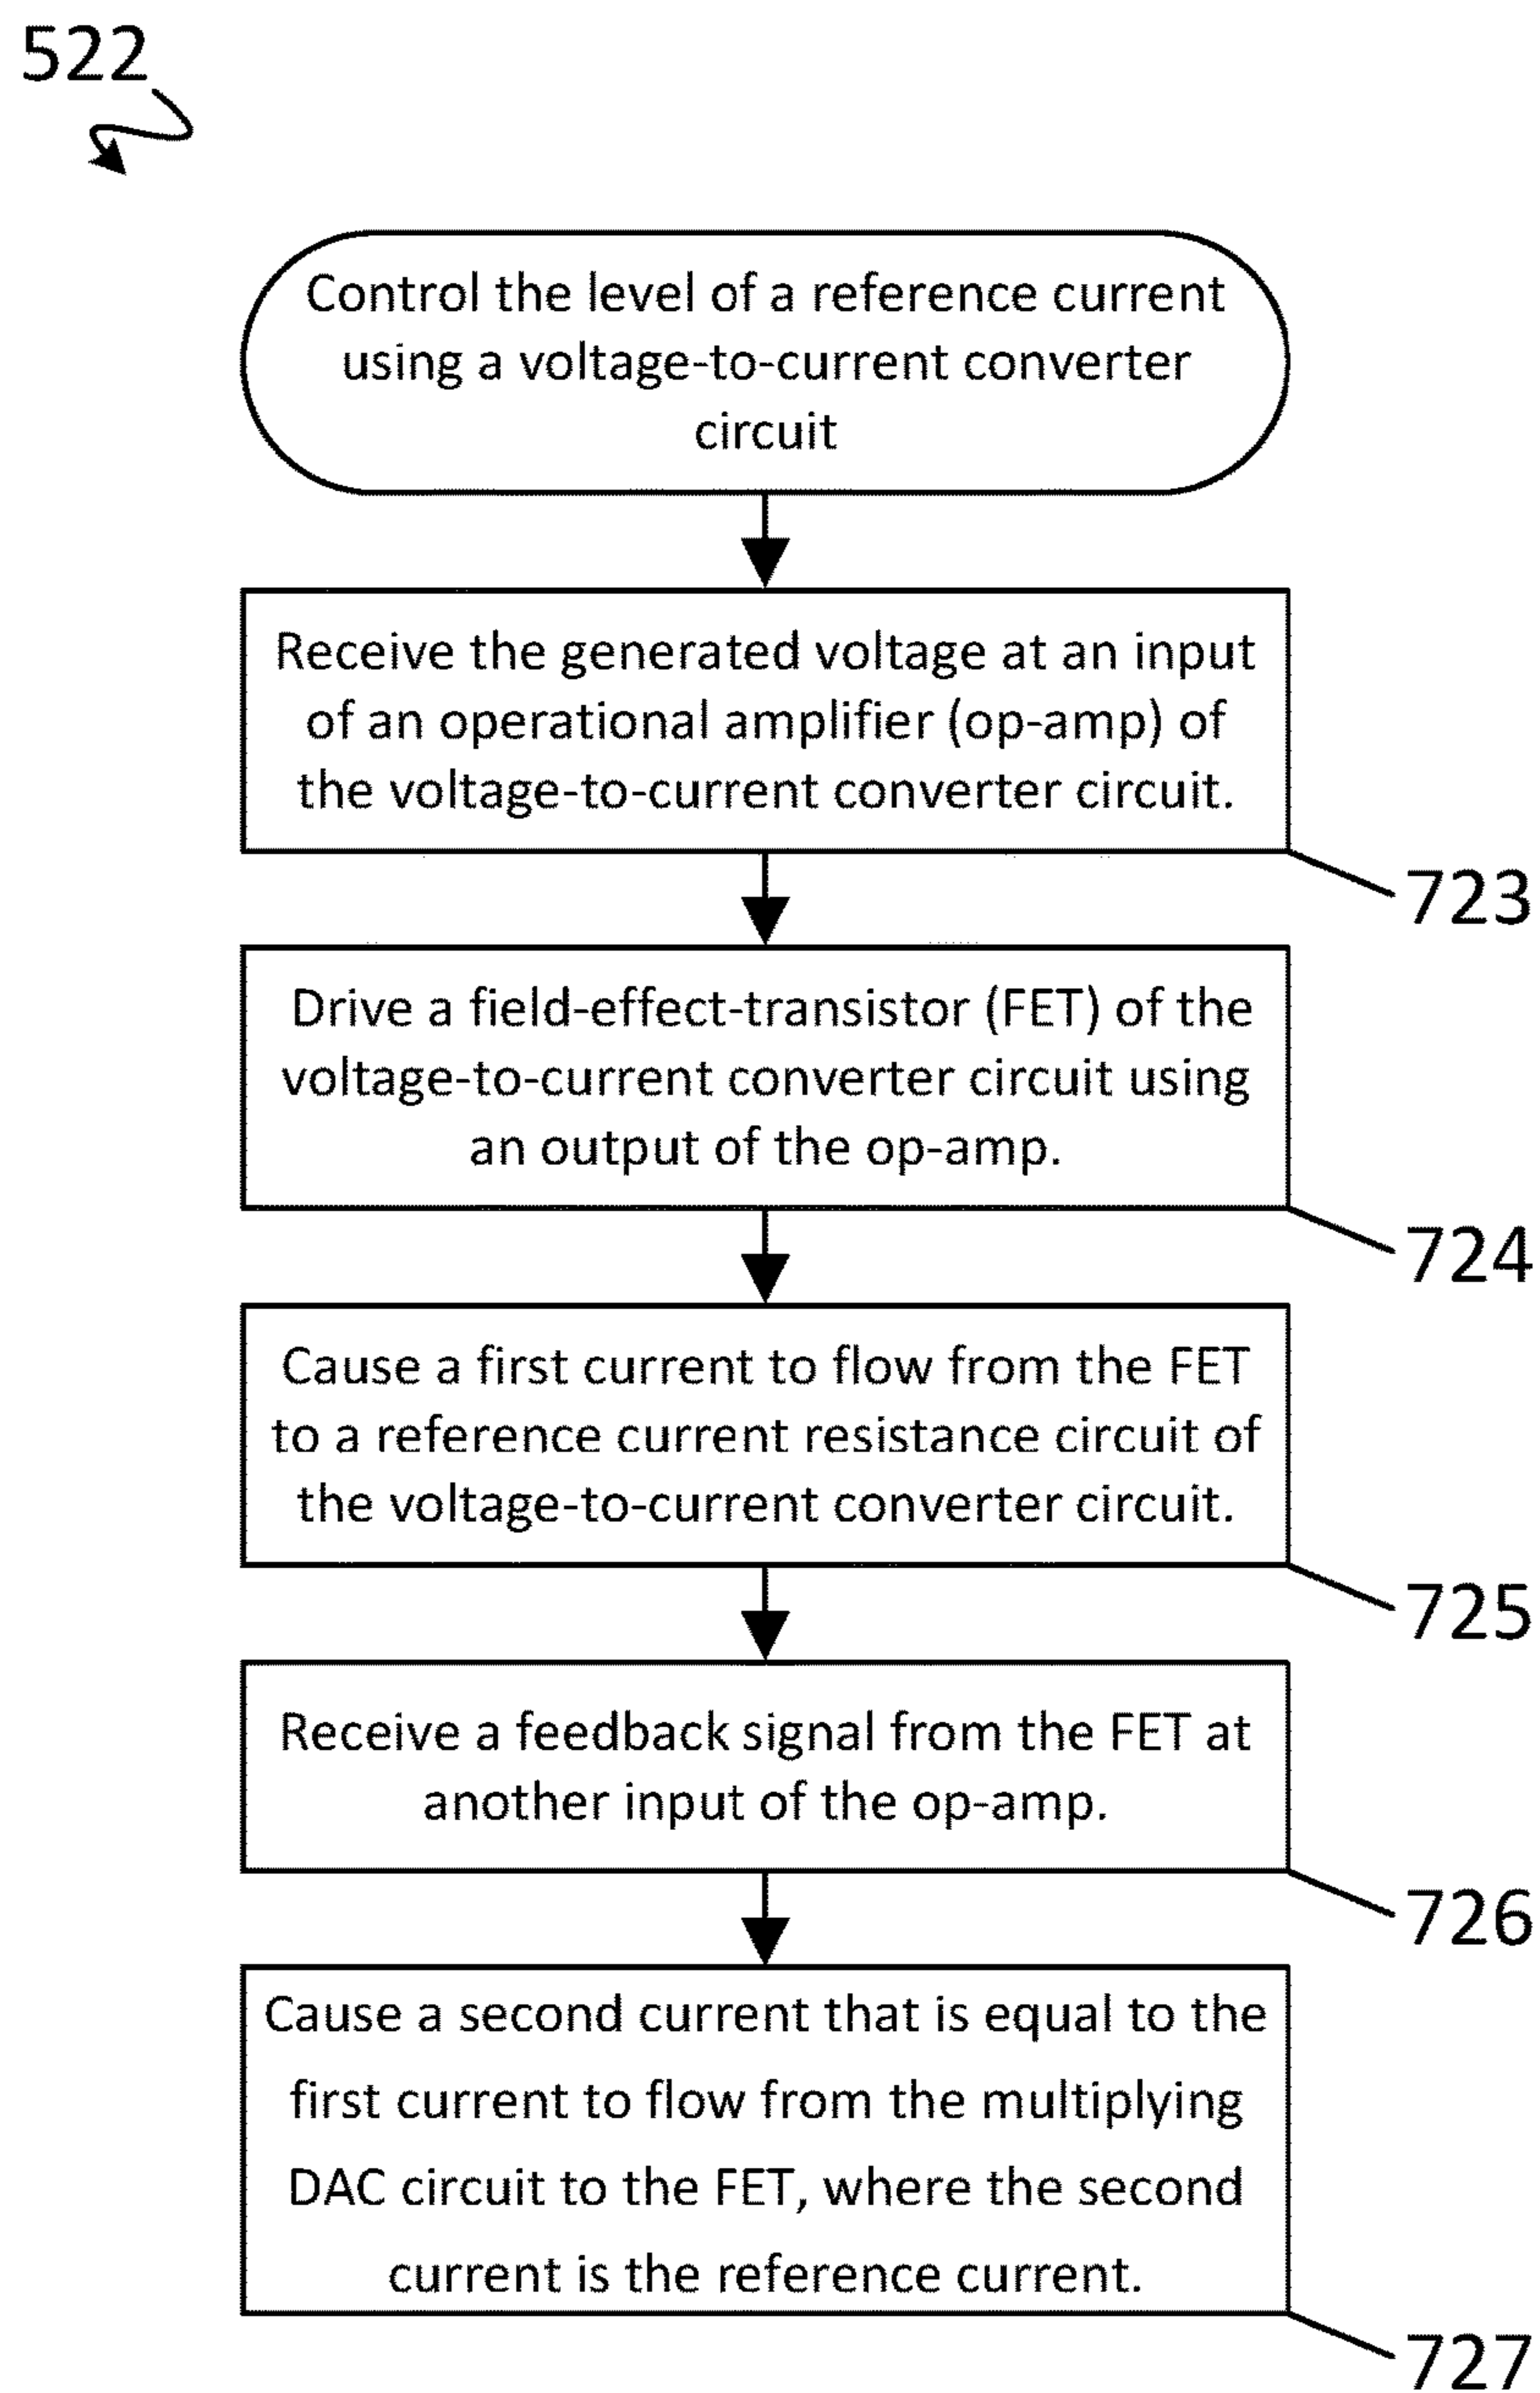 522
Control the level of a reference current
using a voltage-to-current converter
circuit
Receive the generated voltage at an input
of an operational amplifier (op-amp) of
the voltage-to-current converter circuit.
723
Drive a field-effect-transistor (FET) of the
voltage-to-current converter circuit using
an output of the op-amp.
724
Cause a first current to flow from the FET
to a reference current resistance circuit of
the voltage-to-current converter circuit.
725
Receive a feedback signal from the FET at
another input of the op-amp.
726
Cause a second current that is equal to the
first current to flow from the multiplying
DAC circuit to the FET, where the second
current is the reference current.
727